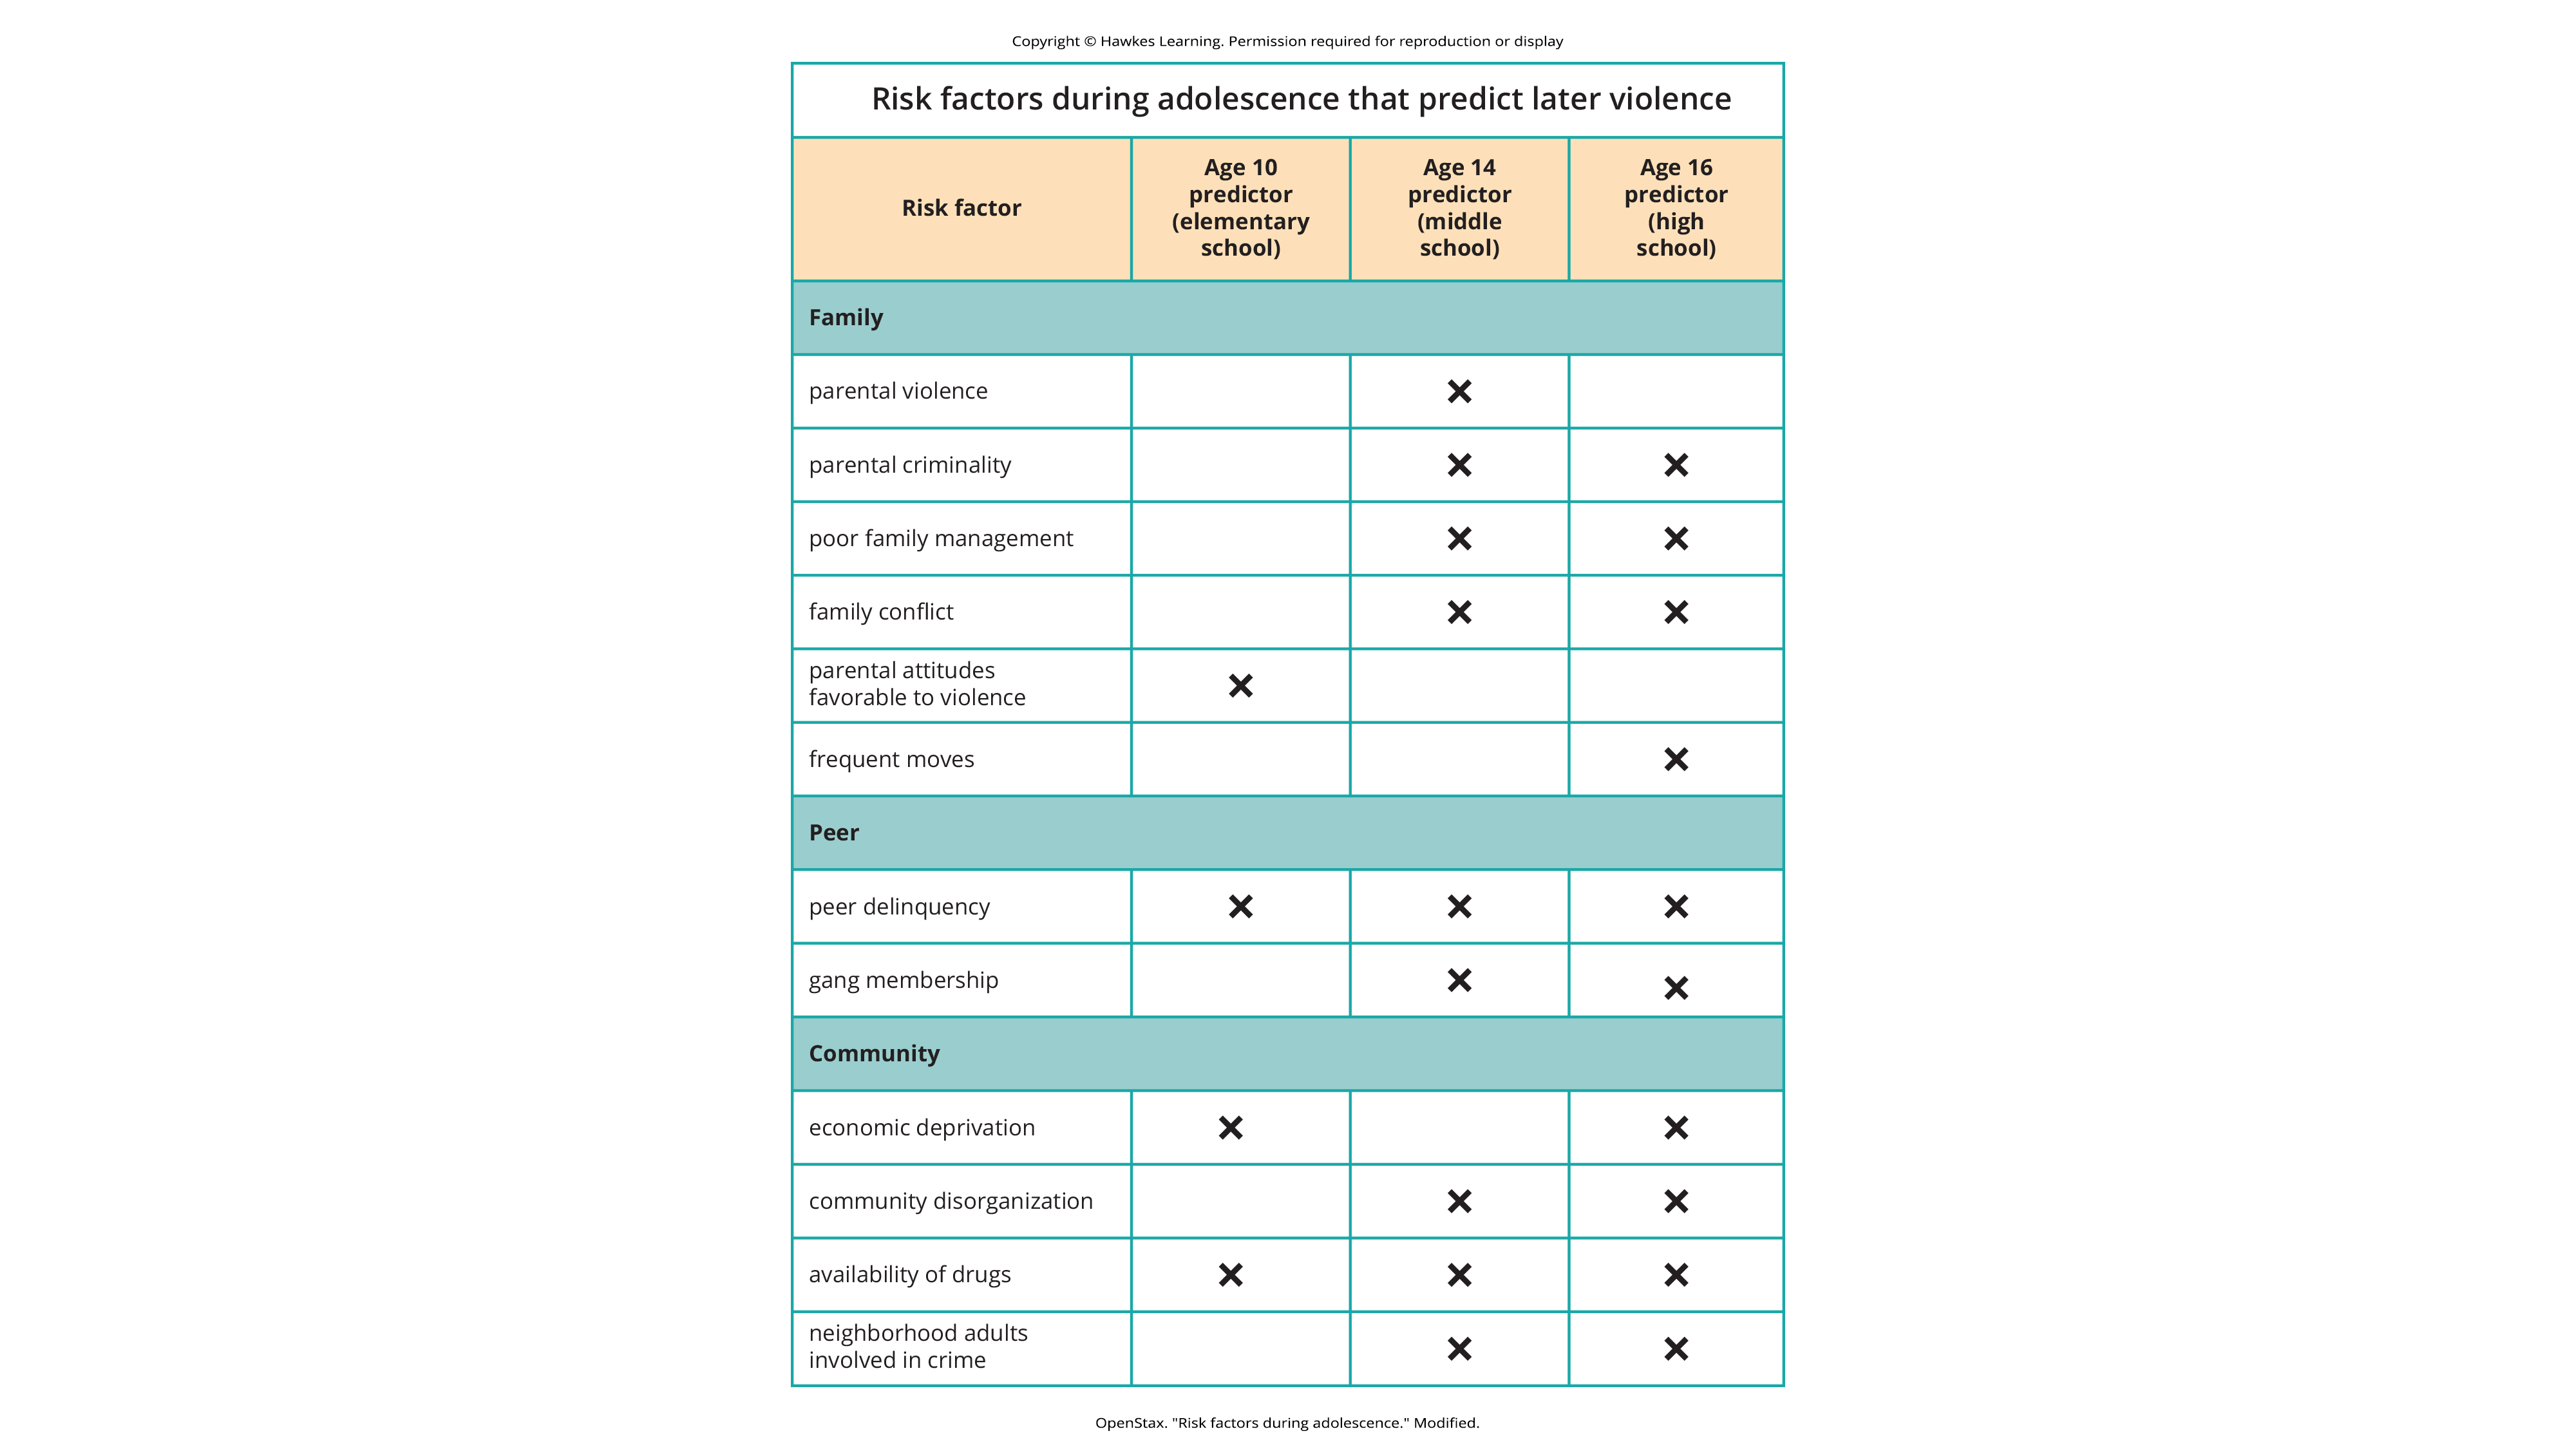 Copyright © Hawkes Learning. Permission required for reproduction or display
Risk factors during adolescence that predict later violence
Risk factor
Age 10
predictor
(elementary
school)
Age 14
predictor
(middle
school)
Age 16
predictor
(high
school)
Family
parental violence
parental criminality
poor family management
family conflict
parental attitudes
favorable to violence
frequent moves
Peer
peer delinquency
gang membership
Community
economic deprivation
community disorganization
availability of drugs
neighborhood adults
involved in crime
OpenStax. "Risk factors during adolescence." Modified.